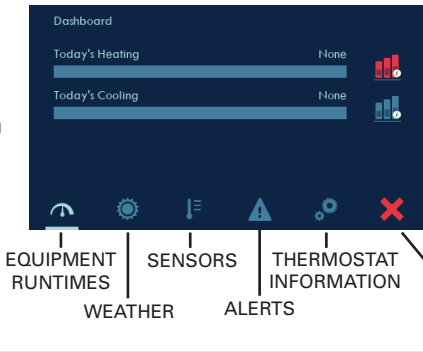 Dashboard
Today's Heating None
Today's Cooling None
EQUIPMENT RUNTIMES
WEATHER
SENSORS
ALERTS
THERMOSTAT INFORMATION